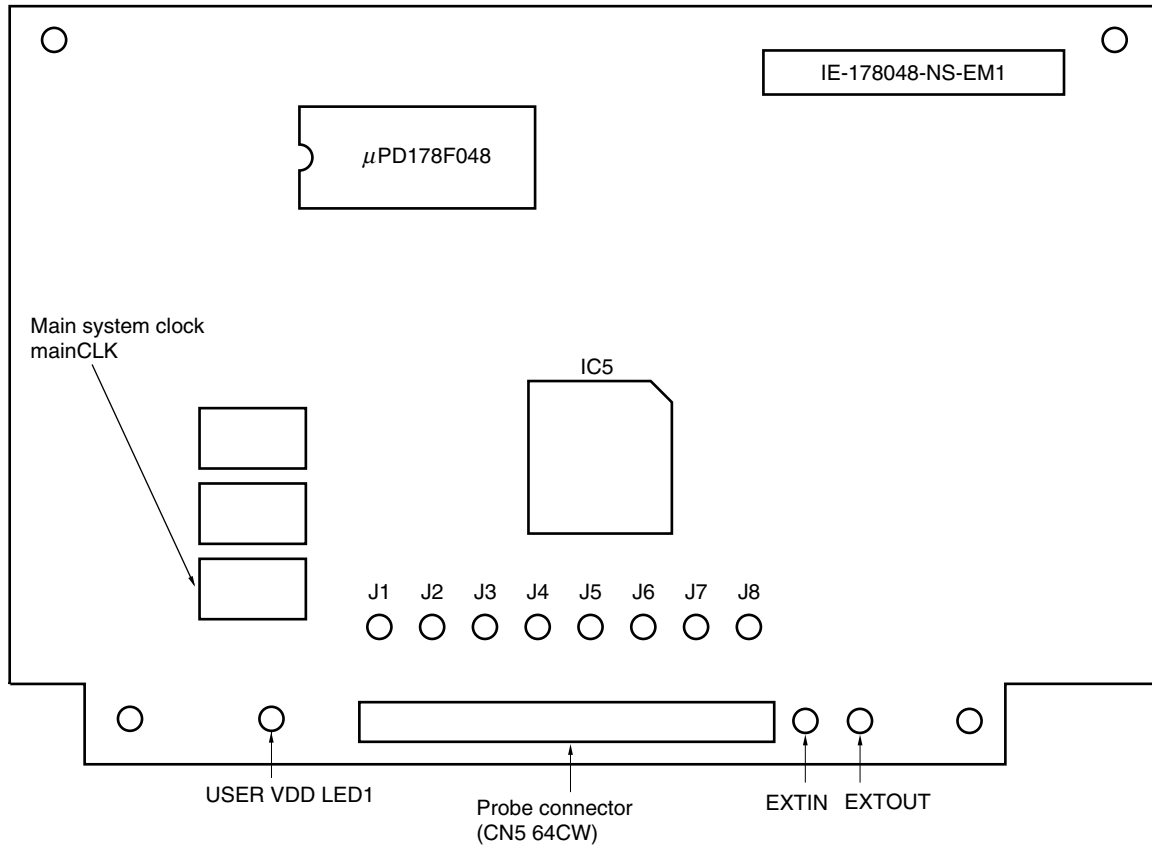 IE-178048-NS-EM1
μPD178F048
Main system clock
mainCLK
IC5
J1 J2 J3 J4 J5 J6 J7 J8
USER VDD LED1
Probe connector
(CN5 64CW)
EXTIN EXTOUT